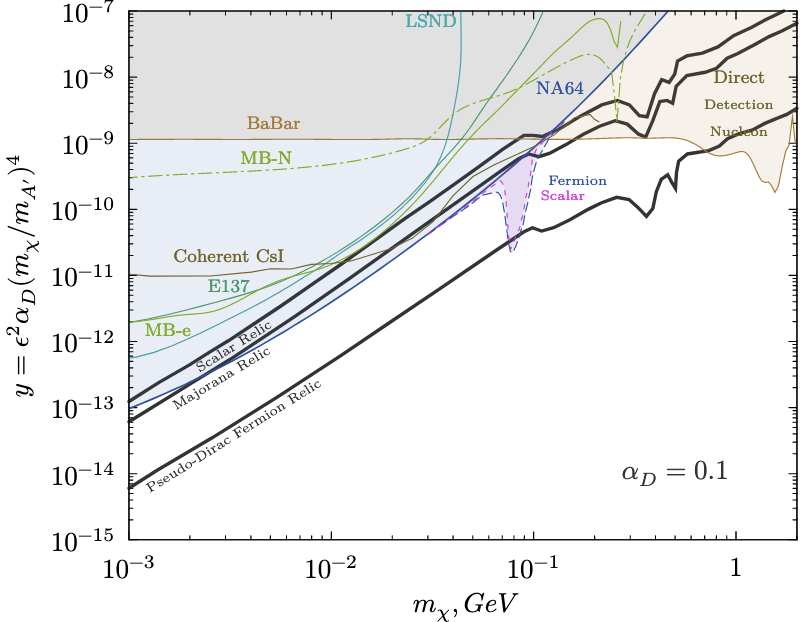 10⁻⁷
10⁻⁸
10⁻⁹
10⁻¹⁰
10⁻¹¹
10⁻¹²
10⁻¹³
10⁻¹⁴
10⁻¹⁵
y = ϵ²α_D(m_χ/m_A′)⁴
LSND
NA64
Direct
Detection
Nucleon
BaBar
MB-N
Fermion
Scalar
Coherent CsI
E137
MB-e
Scalar Relic
Majorana Relic
Pseudo-Dirac Fermion Relic
α_D = 0.1
10⁻³
10⁻²
10⁻¹
1
m_χ, GeV